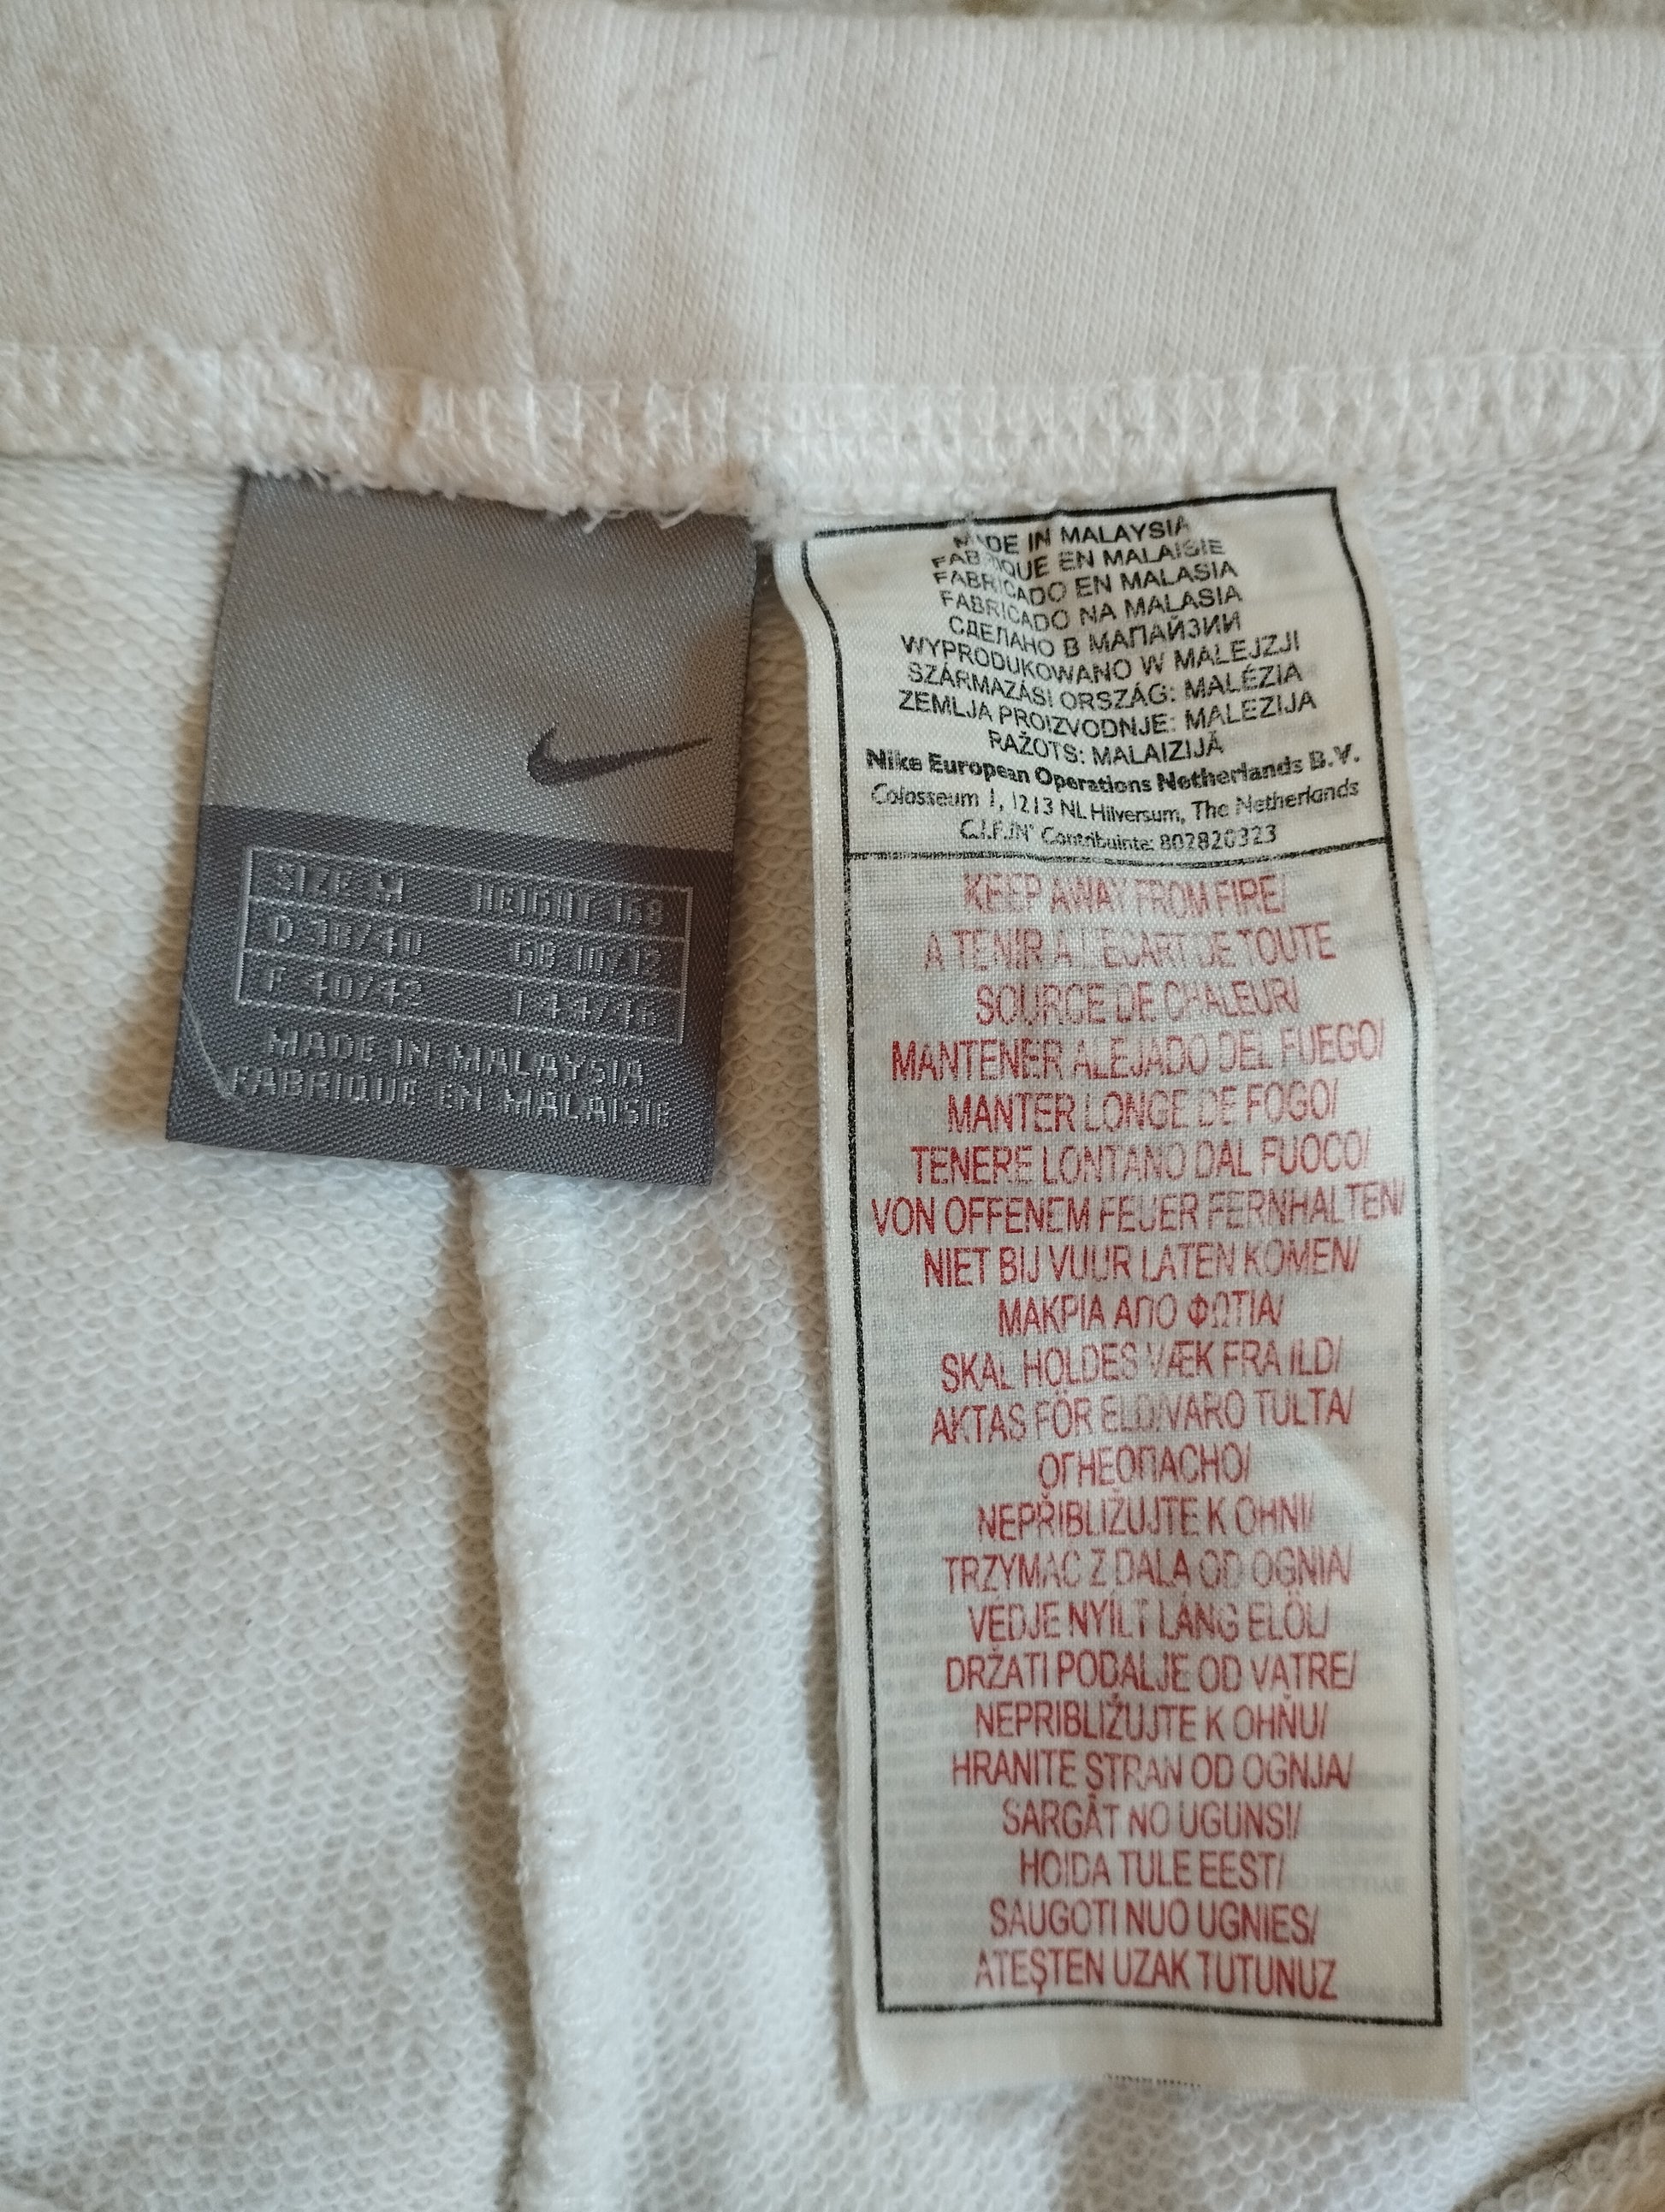 SIZE M HEIGHT 168
D 38/40 GB 10/12
F 40/42 I 44/46
MADE IN MALAYSIA
FABRIQUE EN MALAISIE
MADE IN MALAYSIA
FABRIQUE EN MALAISIE
FABRICADO EN MALASIA
FABRICADO NA MALASIA
СДЕЛАНО В МАПАЙЗИИ
WYPRODUKOWANO W MALEJZJI
SZÁRMAZÁSI ORSZÁG: MALÉZIA
ZEMLJA PROIZVODNJE: MALEZIJA
RAŽOTS: MALAIZIJĀ
Nike European Operations Netherlands B.V.
Colosseum 1, 1213 NL Hilversum, The Netherlands
C.I.F./N° Contribuinte: 802820323
KEEP AWAY FROM FIRE/
A TENIR A L'ECART DE TOUTE
SOURCE DE CHALEUR/
MANTENER ALEJADO DEL FUEGO/
MANTER LONGE DE FOGO/
TENERE LONTANO DAL FUOCO/
VON OFFENEM FEUER FERNHALTEN/
NIET BIJ VUUR LATEN KOMEN/
ΜΑΚΡΙΑ ΑΠΟ ΦΩΤΙΑ/
SKAL HOLDES VÆK FRA ILD/
AKTAS FÖR ELD/VARO TULTA/
ОГНЕОПАСНО/
NEPŘIBLIŽUJTE K OHNI/
TRZYMAĆ Z DALA OD OGNIA/
VÉDJE NYÍLT LÁNG ELÖL/
DRŽATI PODALJE OD VATRE/
NEPRIBLIŽUJTE K OHŇU/
HRANITE STRAN OD OGNJA/
SARGĀT NO UGUNS!/
HOIDA TULE EEST/
SAUGOTI NUO UGNIES/
ATEŞTEN UZAK TUTUNUZ